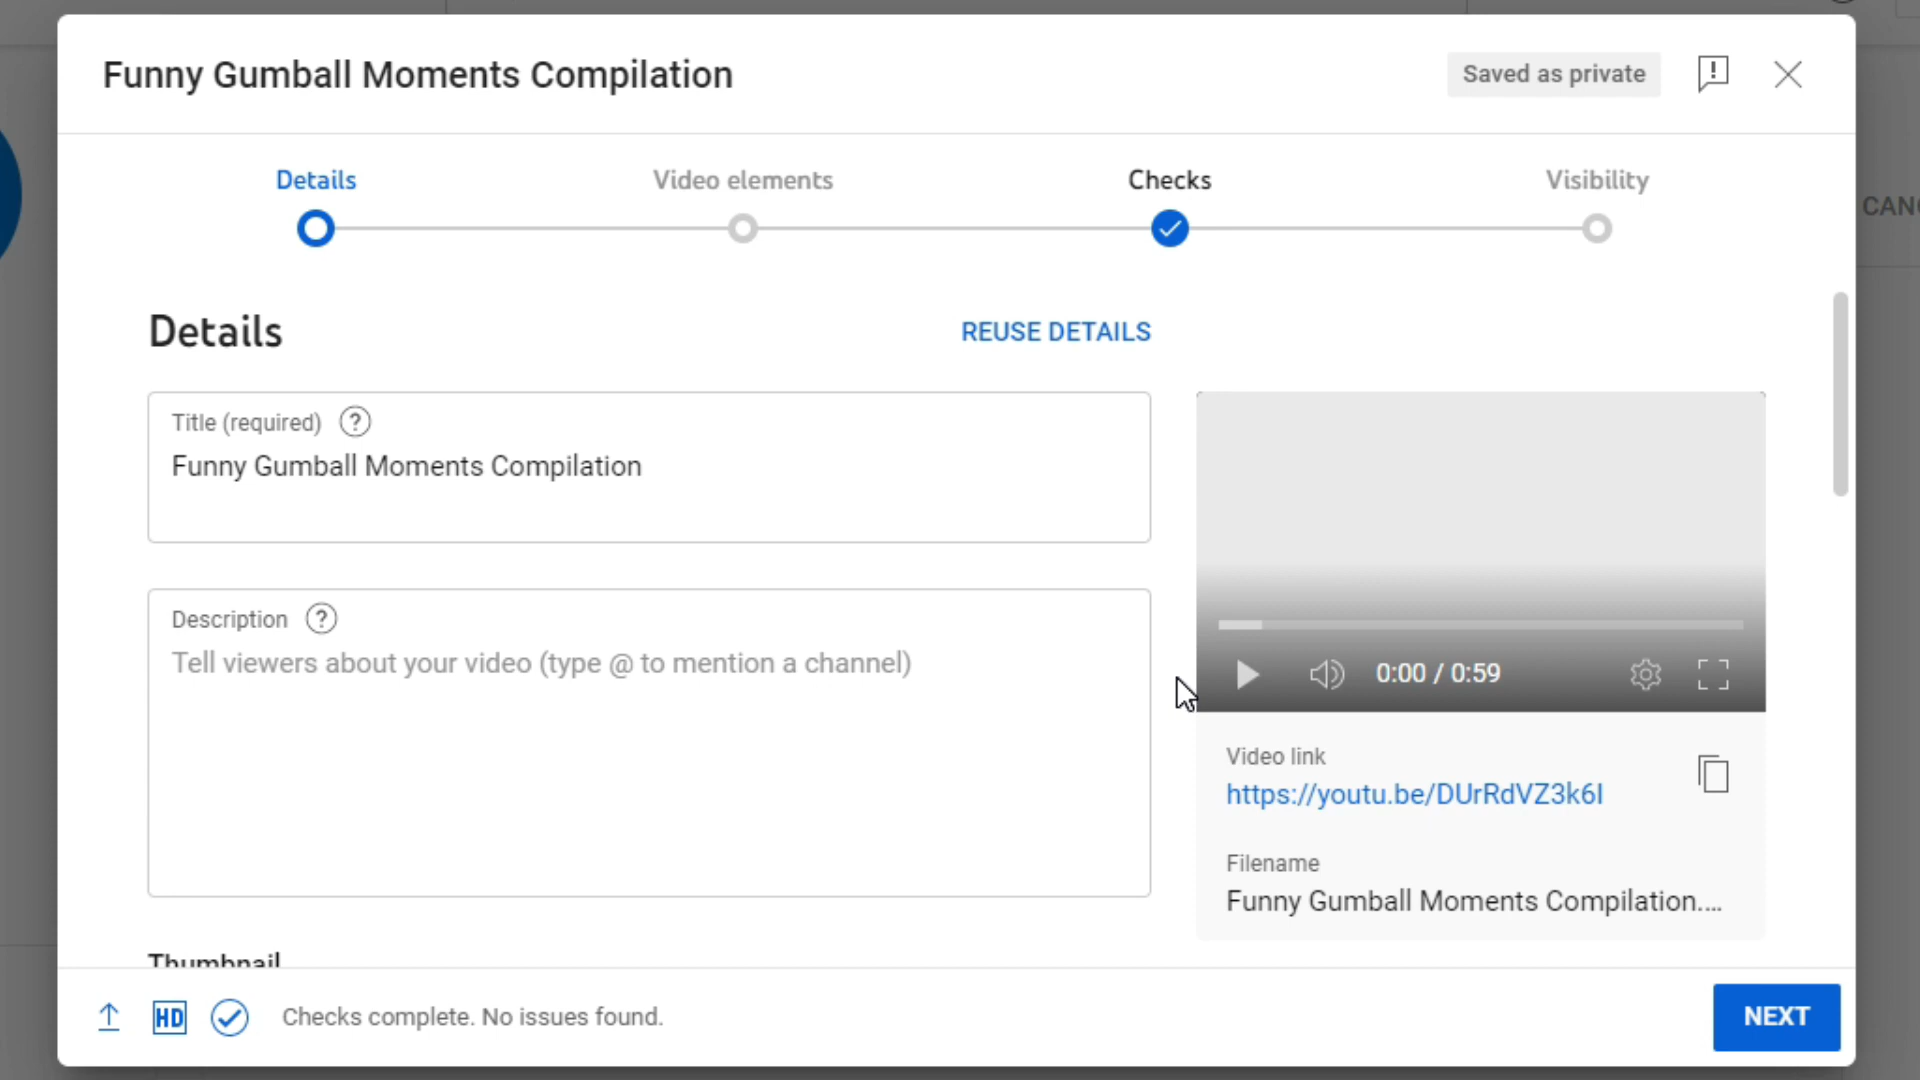 Funny Gumball Moments Compilation
Saved as private
Details
Video elements
Checks
Visibility
Details
REUSE DETAILS
Title (required) ?
Funny Gumball Moments Compilation
Description ?
Tell viewers about your video (type @ to mention a channel)
0:00 / 0:59
Video link
https://youtu.be/DUrRdVZ3k6I
Filename
Funny Gumball Moments Compilation....
Thumbnail
HD
Checks complete. No issues found.
NEXT